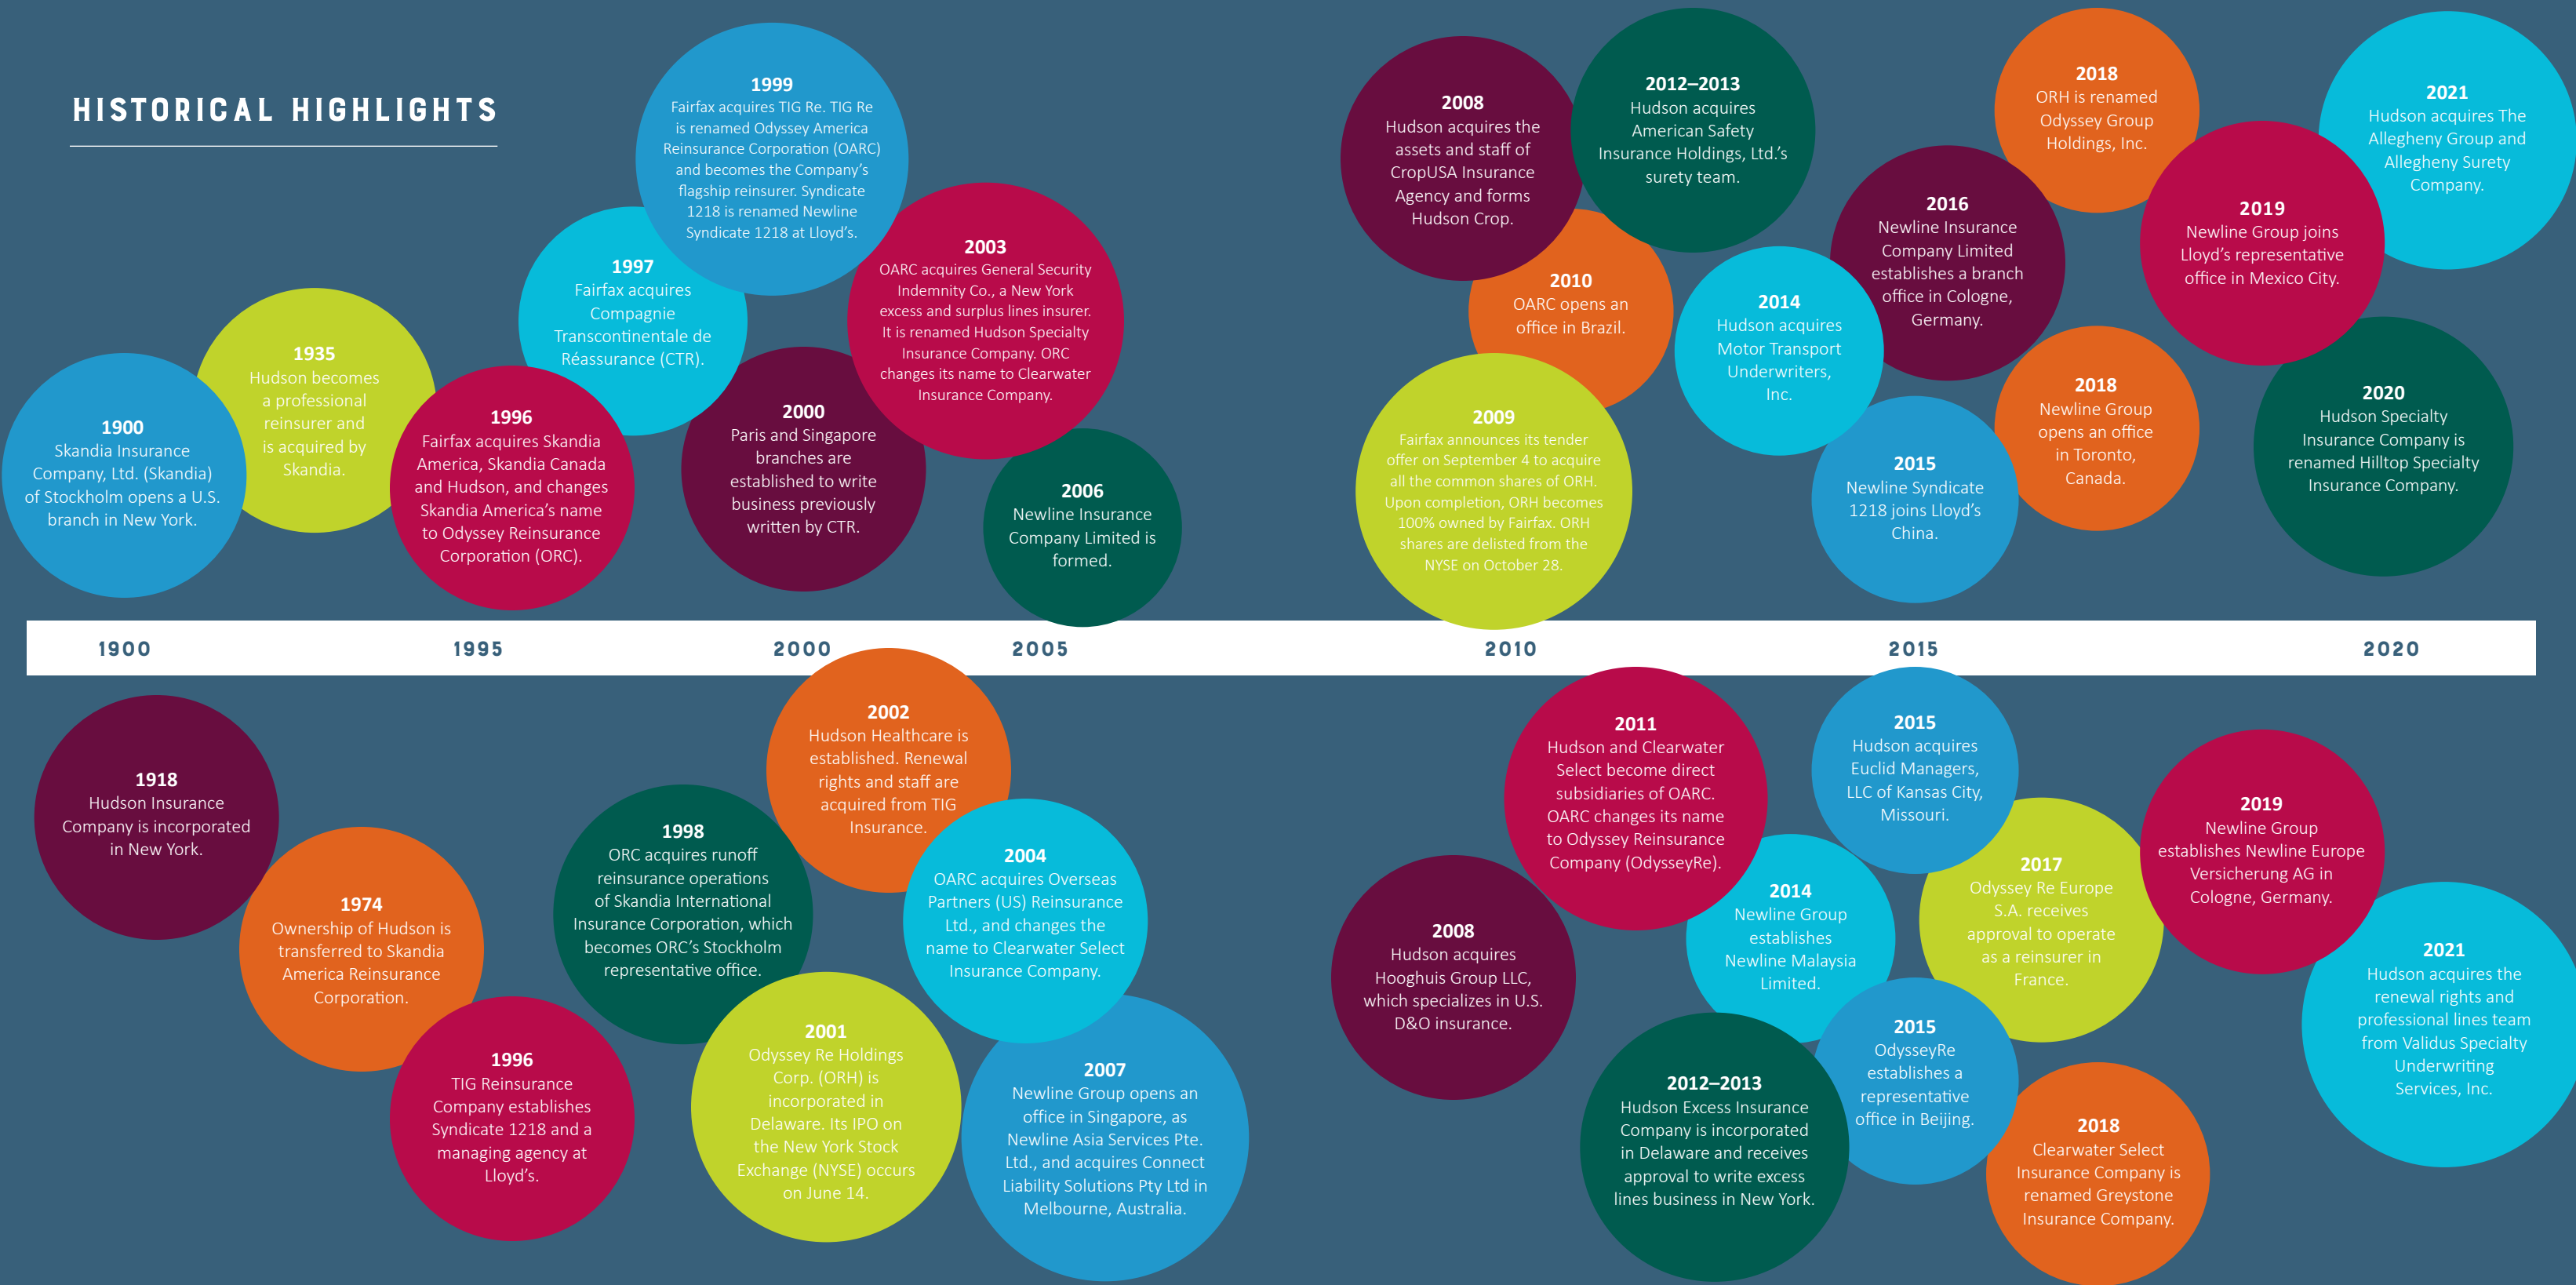 HISTORICAL HIGHLIGHTS
1900
Skandia Insurance
Company, Ltd. (Skandia)
of Stockholm opens a U.S.
branch in New York.
1935
Hudson becomes
a professional
reinsurer and
is acquired by
Skandia.
1996
Fairfax acquires Skandia
America, Skandia Canada
and Hudson, and changes
Skandia America's name
to Odyssey Reinsurance
Corporation (ORC).
1997
Fairfax acquires
Compagnie
Transcontinentale de
Réassurance (CTR).
1999
Fairfax acquires TIG Re. TIG Re
is renamed Odyssey America
Reinsurance Corporation (OARC)
and becomes the Company's
flagship reinsurer. Syndicate
1218 is renamed Newline
Syndicate 1218 at Lloyd's.
2000
Paris and Singapore
branches are
established to write
business previously
written by CTR.
2003
OARC acquires General Security
Indemnity Co., a New York
excess and surplus lines insurer.
It is renamed Hudson Specialty
Insurance Company. ORC
changes its name to Clearwater
Insurance Company.
2006
Newline Insurance
Company Limited is
formed.
2008
Hudson acquires the
assets and staff of
CropUSA Insurance
Agency and forms
Hudson Crop.
2010
OARC opens an
office in Brazil.
2009
Fairfax announces its tender
offer on September 4 to acquire
all the common shares of ORH.
Upon completion, ORH becomes
100% owned by Fairfax. ORH
shares are delisted from the
NYSE on October 28.
2012–2013
Hudson acquires
American Safety
Insurance Holdings, Ltd.'s
surety team.
2014
Hudson acquires
Motor Transport
Underwriters,
Inc.
2016
Newline Insurance
Company Limited
establishes a branch
office in Cologne,
Germany.
2015
Newline Syndicate
1218 joins Lloyd's
China.
2018
ORH is renamed
Odyssey Group
Holdings, Inc.
2018
Newline Group
opens an office
in Toronto,
Canada.
2019
Newline Group joins
Lloyd's representative
office in Mexico City.
2021
Hudson acquires The
Allegheny Group and
Allegheny Surety
Company.
2020
Hudson Specialty
Insurance Company is
renamed Hilltop Specialty
Insurance Company.
1900 1995 2000 2005 2010 2015 2020
1918
Hudson Insurance
Company is incorporated
in New York.
1974
Ownership of Hudson is
transferred to Skandia
America Reinsurance
Corporation.
1996
TIG Reinsurance
Company establishes
Syndicate 1218 and a
managing agency at
Lloyd's.
1998
ORC acquires runoff
reinsurance operations
of Skandia International
Insurance Corporation, which
becomes ORC's Stockholm
representative office.
2002
Hudson Healthcare is
established. Renewal
rights and staff are
acquired from TIG
Insurance.
2001
Odyssey Re Holdings
Corp. (ORH) is
incorporated in
Delaware. Its IPO on
the New York Stock
Exchange (NYSE) occurs
on June 14.
2004
OARC acquires Overseas
Partners (US) Reinsurance
Ltd., and changes the
name to Clearwater Select
Insurance Company.
2007
Newline Group opens an
office in Singapore, as
Newline Asia Services Pte.
Ltd., and acquires Connect
Liability Solutions Pty Ltd in
Melbourne, Australia.
2008
Hudson acquires
Hooghuis Group LLC,
which specializes in U.S.
D&O insurance.
2011
Hudson and Clearwater
Select become direct
subsidiaries of OARC.
OARC changes its name
to Odyssey Reinsurance
Company (OdysseyRe).
2014
Newline Group
establishes
Newline Malaysia
Limited.
2012–2013
Hudson Excess Insurance
Company is incorporated
in Delaware and receives
approval to write excess
lines business in New York.
2015
Hudson acquires
Euclid Managers,
LLC of Kansas City,
Missouri.
2015
OdysseyRe
establishes a
representative
office in Beijing.
2017
Odyssey Re Europe
S.A. receives
approval to operate
as a reinsurer in
France.
2018
Clearwater Select
Insurance Company is
renamed Greystone
Insurance Company.
2019
Newline Group
establishes Newline Europe
Versicherung AG in
Cologne, Germany.
2021
Hudson acquires the
renewal rights and
professional lines team
from Validus Specialty
Underwriting
Services, Inc.